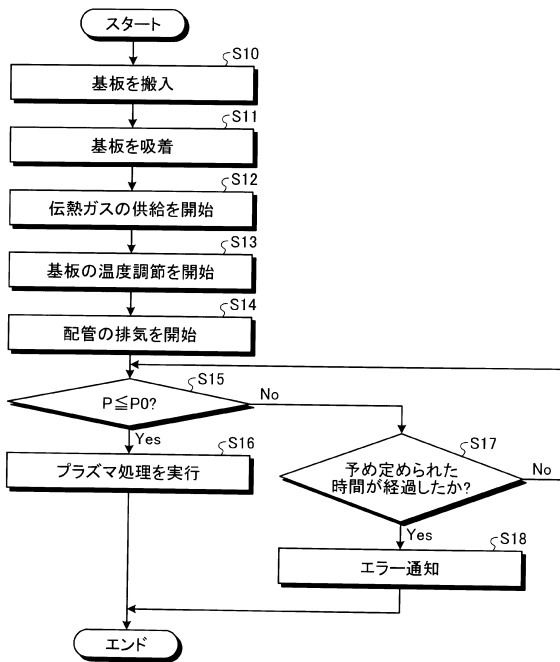 スタート
S10
基板を搬入
S11
基板を吸着
S12
伝熱ガスの供給を開始
S13
基板の温度調節を開始
S14
配管の排気を開始
S15
P≦P0?
No
Yes
S16
プラズマ処理を実行
S17
予め定められた
時間が経過したか?
No
Yes
S18
エラー通知
エンド